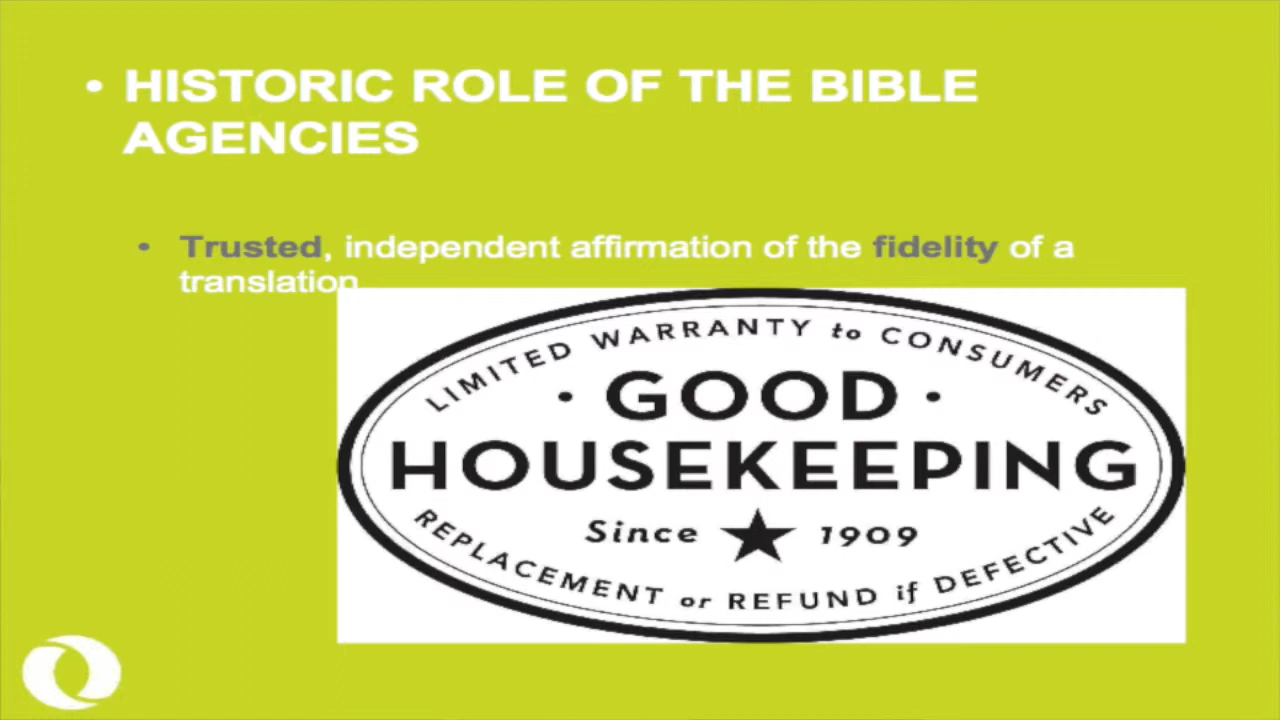 • HISTORIC ROLE OF THE BIBLE
AGENCIES
• Trusted, independent affirmation of the fidelity of a
translation
LIMITED WARRANTY to CONSUMERS
· GOOD ·
HOUSEKEEPING
Since ★ 1909
REPLACEMENT or REFUND if DEFECTIVE